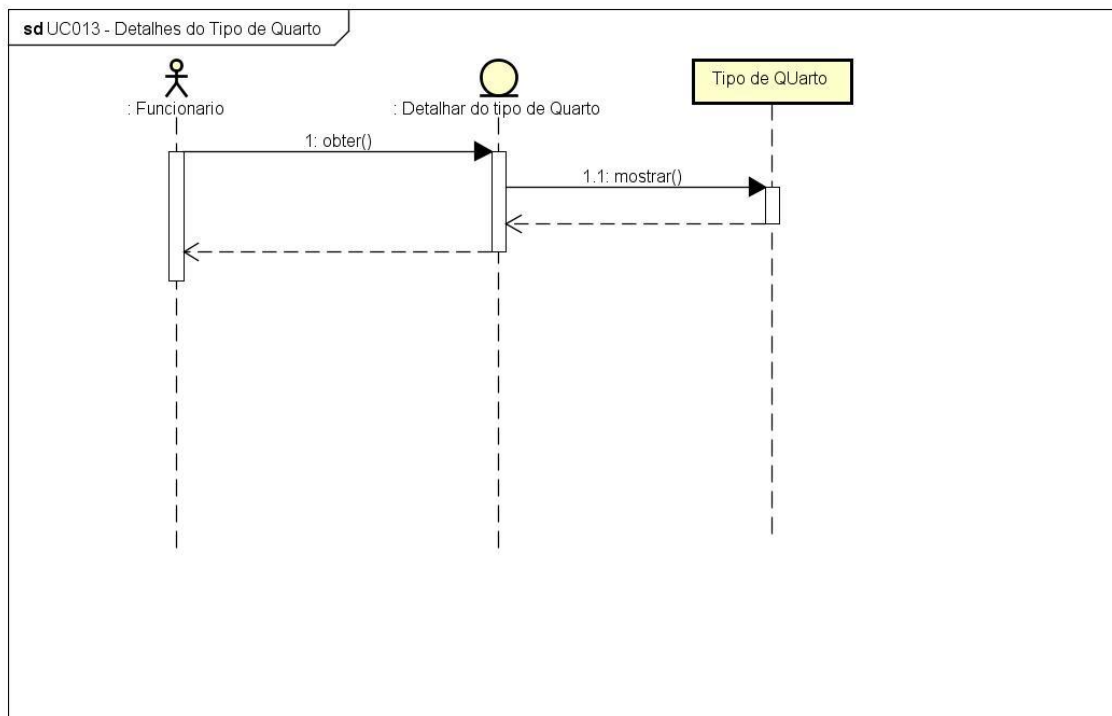 sd UC013 - Detalhes do Tipo de Quarto
: Funcionario
: Detalhar do tipo de Quarto
Tipo de QUarto
1: obter()
1.1: mostrar()